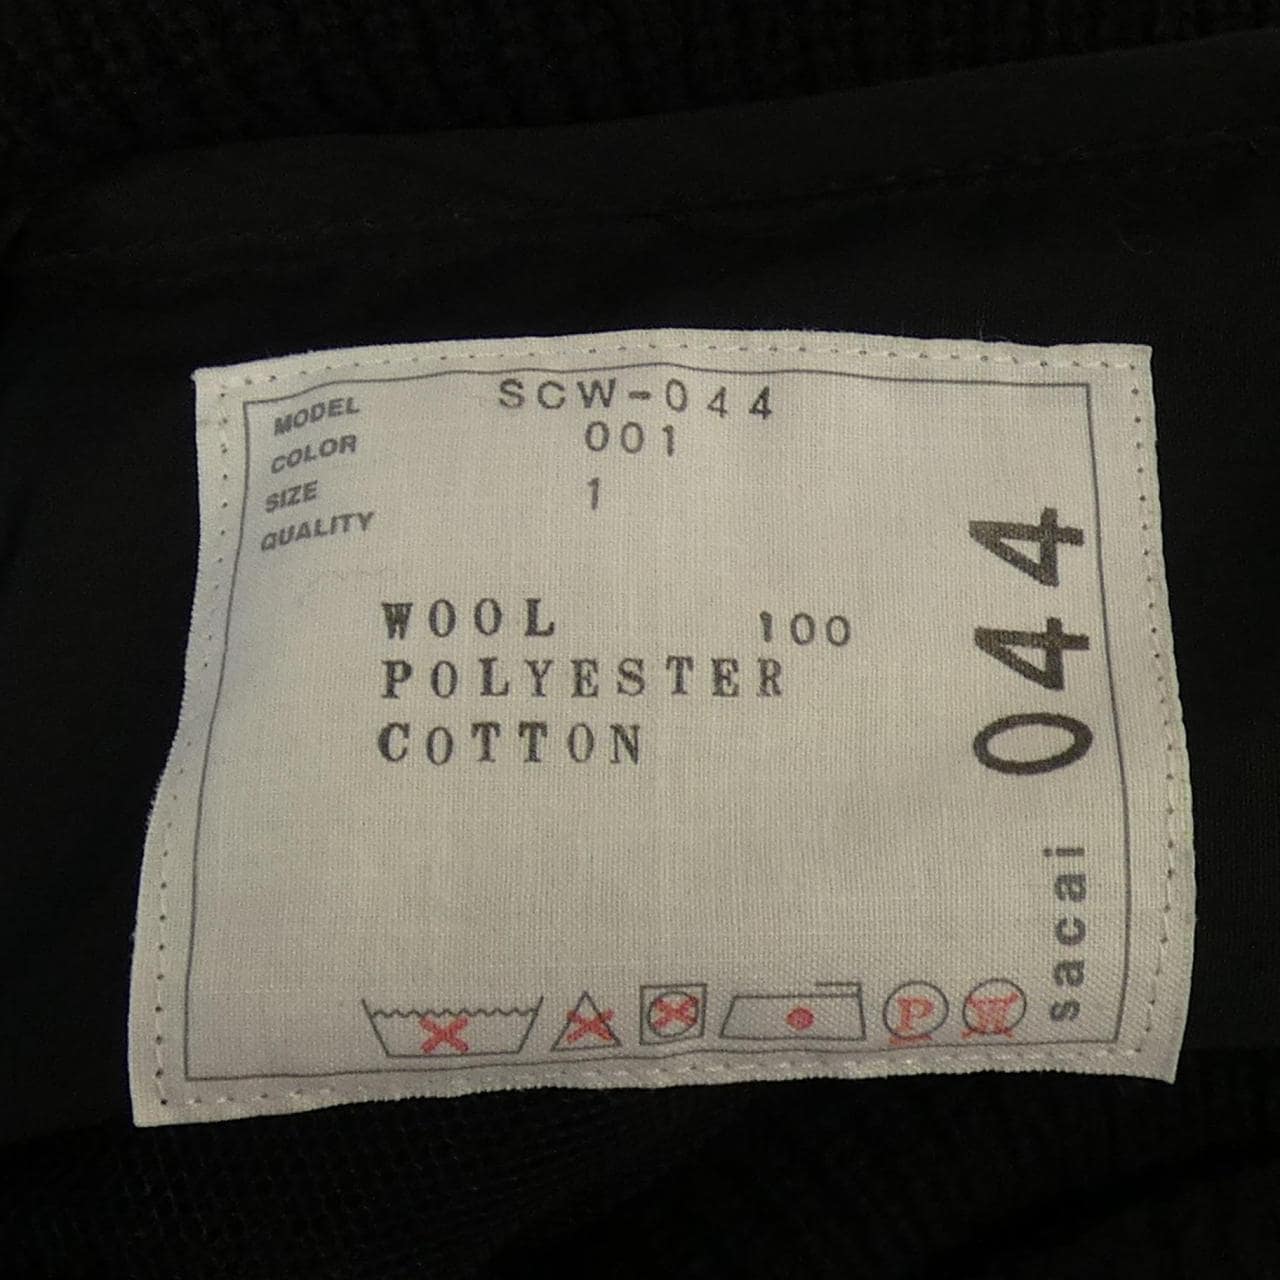 MODEL SCW-044
COLOR 001
SIZE 1
QUALITY
WOOL 100
POLYESTER
COTTON
sacai 044
P
W